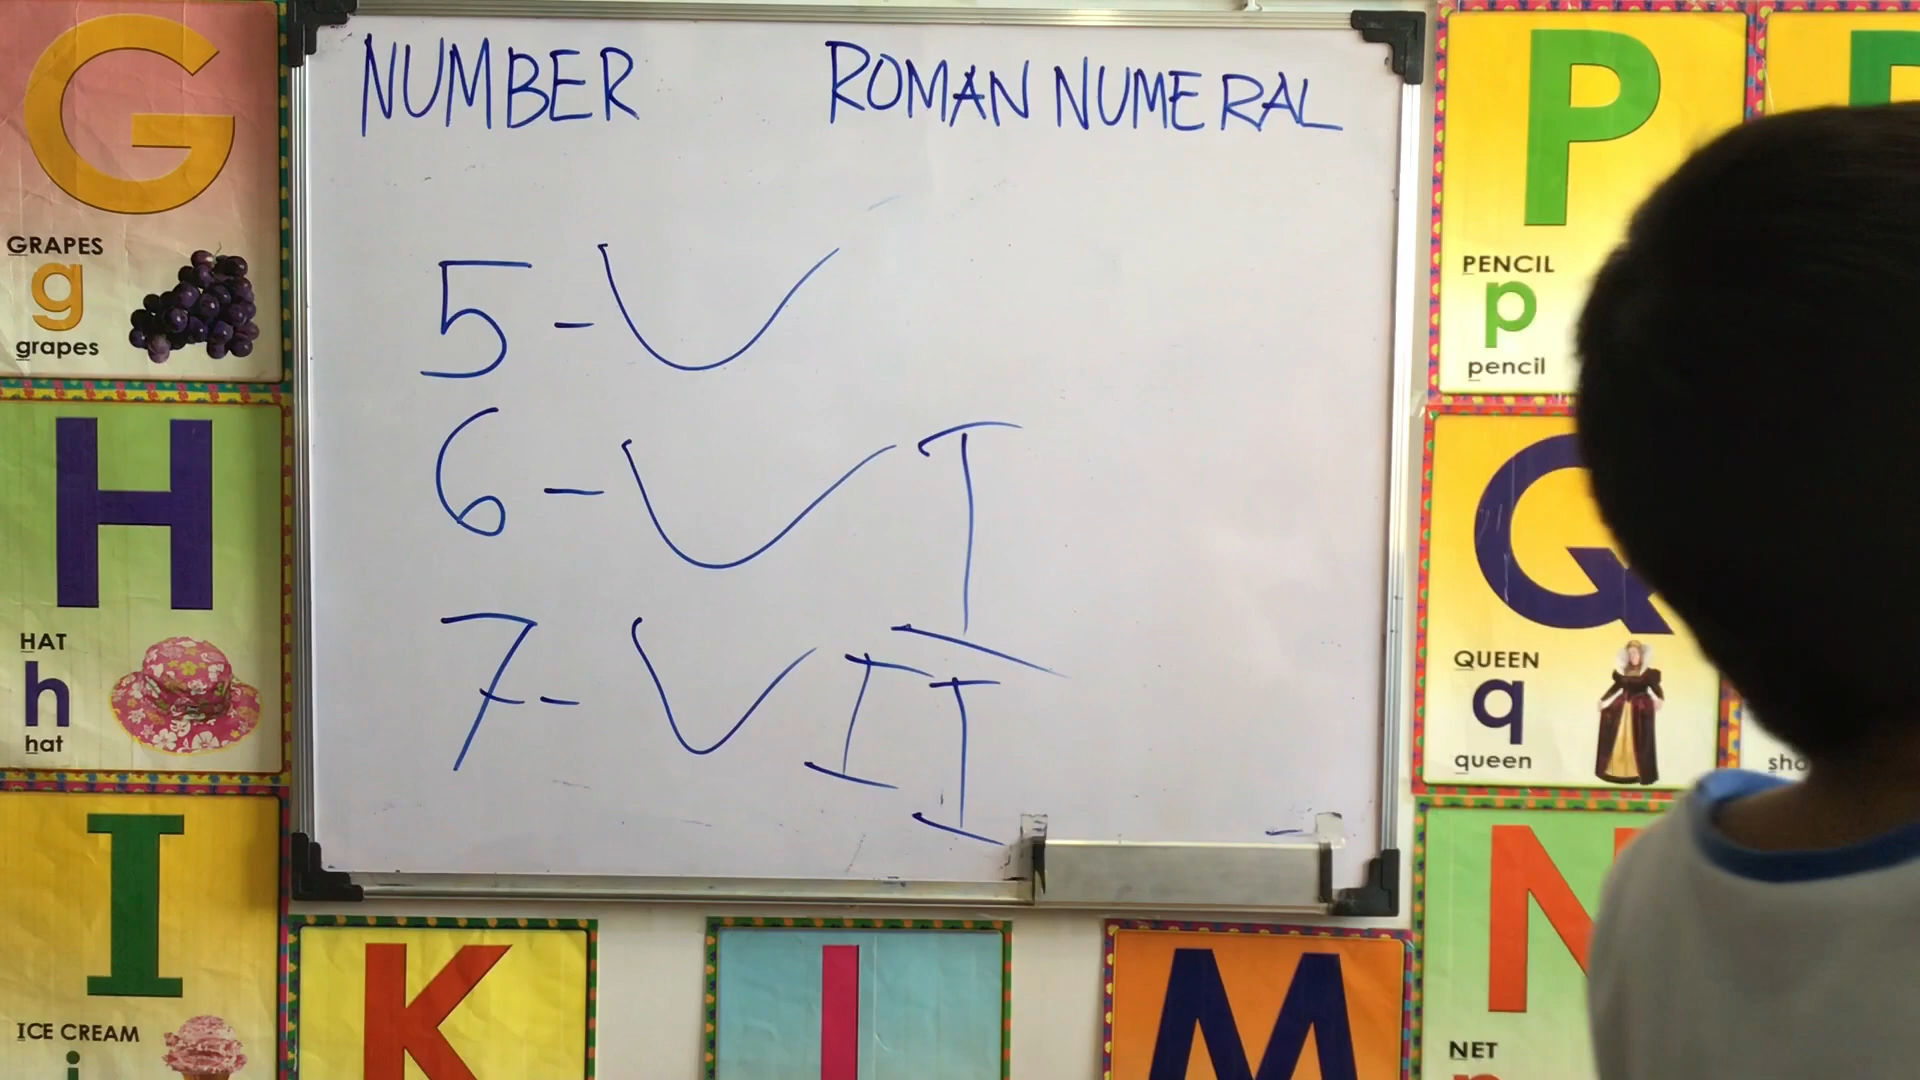 NUMBER ROMAN NUMERAL
5 - V
6 - VI
7 - VII
G
GRAPES
g
grapes
H
HAT
h
hat
I
ICE CREAM
i
K
M
P
PENCIL
p
pencil
Q
QUEEN
q
queen
N
NET